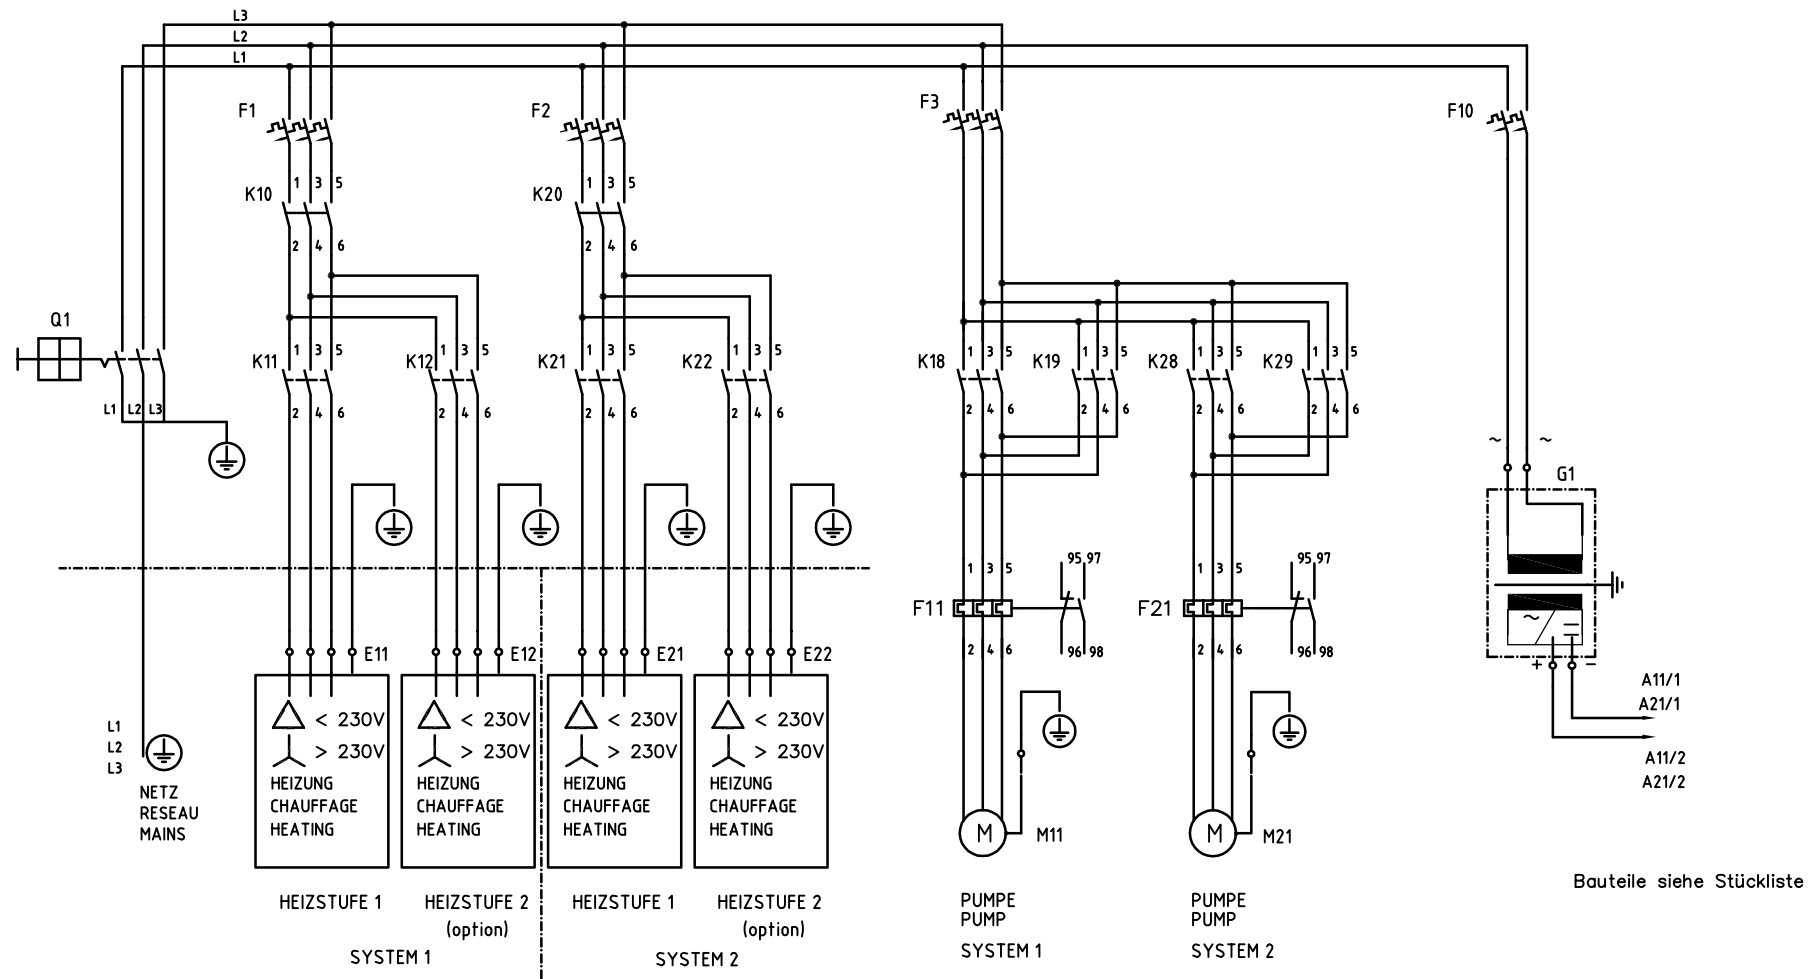 L3
L2
L1
F1
F2
F3
F10
1 3 5
1 3 5
K10
K20
2 4 6
2 4 6
Q1
K11 1 3 5
K12 1 3 5
K21 1 3 5
K22 1 3 5
K18 1 3 5
K19 1 3 5
K28 1 3 5
K29 1 3 5
L1 L2 L3
2 4 6
2 4 6
2 4 6
2 4 6
2 4 6
2 4 6
2 4 6
2 4 6
~ ~
G1
1 3 5
95 97
1 3 5
95 97
F11
F21
~
2 4 6
96 98
2 4 6
96 98
+ −
E11
E12
E21
E22
A11/1
A21/1
A11/2
A21/2
L1
L2
L3
NETZ
RESEAU
MAINS
< 230V
> 230V
HEIZUNG
CHAUFFAGE
HEATING
< 230V
> 230V
HEIZUNG
CHAUFFAGE
HEATING
< 230V
> 230V
HEIZUNG
CHAUFFAGE
HEATING
< 230V
> 230V
HEIZUNG
CHAUFFAGE
HEATING
M
M11
M
M21
Bauteile siehe Stückliste
HEIZSTUFE 1
HEIZSTUFE 2
(option)
HEIZSTUFE 1
HEIZSTUFE 2
(option)
SYSTEM 1
SYSTEM 2
PUMPE
PUMP
SYSTEM 1
PUMPE
PUMP
SYSTEM 2